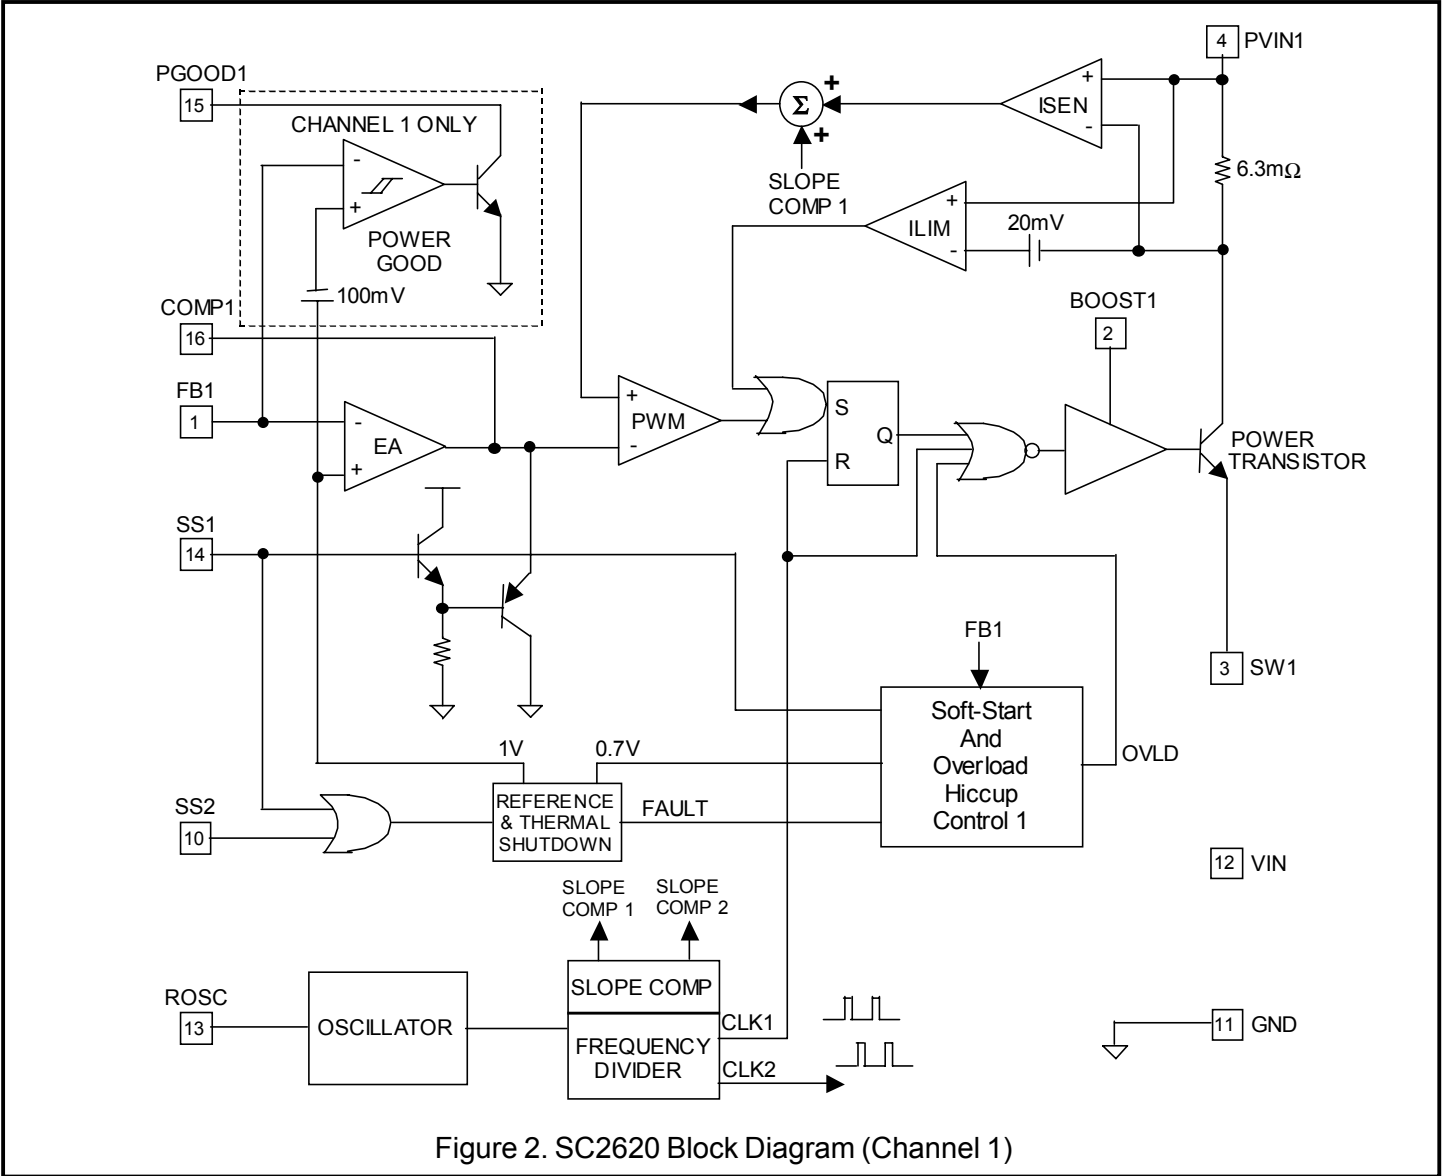 4 PVIN1
PGOOD1
15
CHANNEL 1 ONLY
-
+
POWER
GOOD
100mV
Σ
+
+
SLOPE
COMP 1
ISEN
+
-
6.3mΩ
ILIM
+
-
20mV
COMP1
16
BOOST1
2
FB1
1
-
EA
+
+
PWM
-
S
Q
R
POWER
TRANSISTOR
SS1
14
FB1
3 SW1
Soft-Start
And
Overload
Hiccup
Control 1
OVLD
1V
0.7V
SS2
10
REFERENCE
& THERMAL
SHUTDOWN
FAULT
12 VIN
SLOPE
COMP 1
SLOPE
COMP 2
ROSC
13
OSCILLATOR
SLOPE COMP
FREQUENCY
DIVIDER
CLK1
CLK2
11 GND
Figure 2. SC2620 Block Diagram (Channel 1)